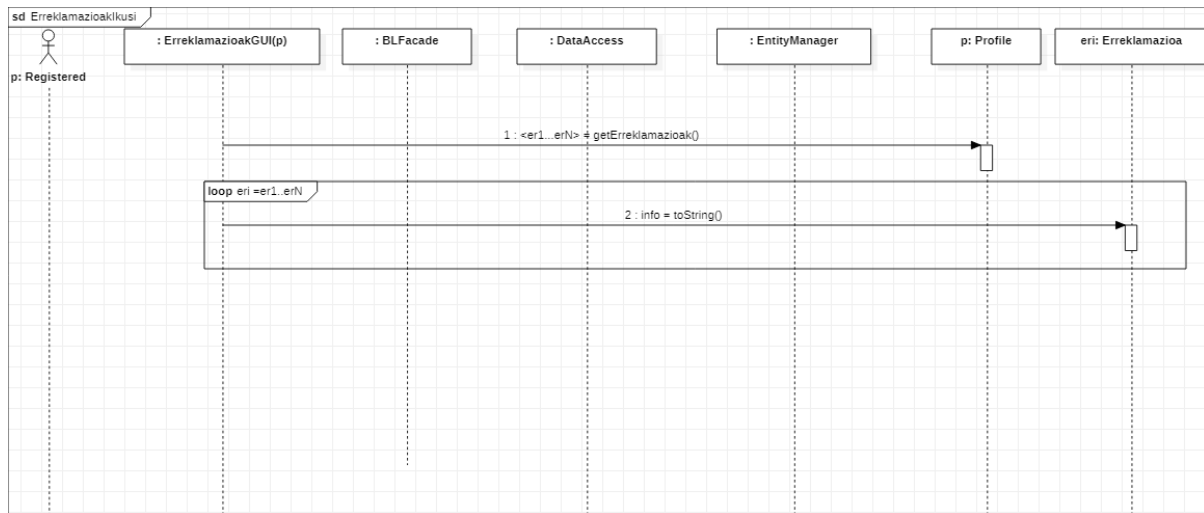 sd ErreklamazioakIkusi
p: Registered
: ErreklamazioakGUI(p)
: BLFacade
: DataAccess
: EntityManager
p: Profile
eri: Erreklamazioa
1 : <er1...erN> = getErreklamazioak()
loop eri =er1..erN
2 : info = toString()